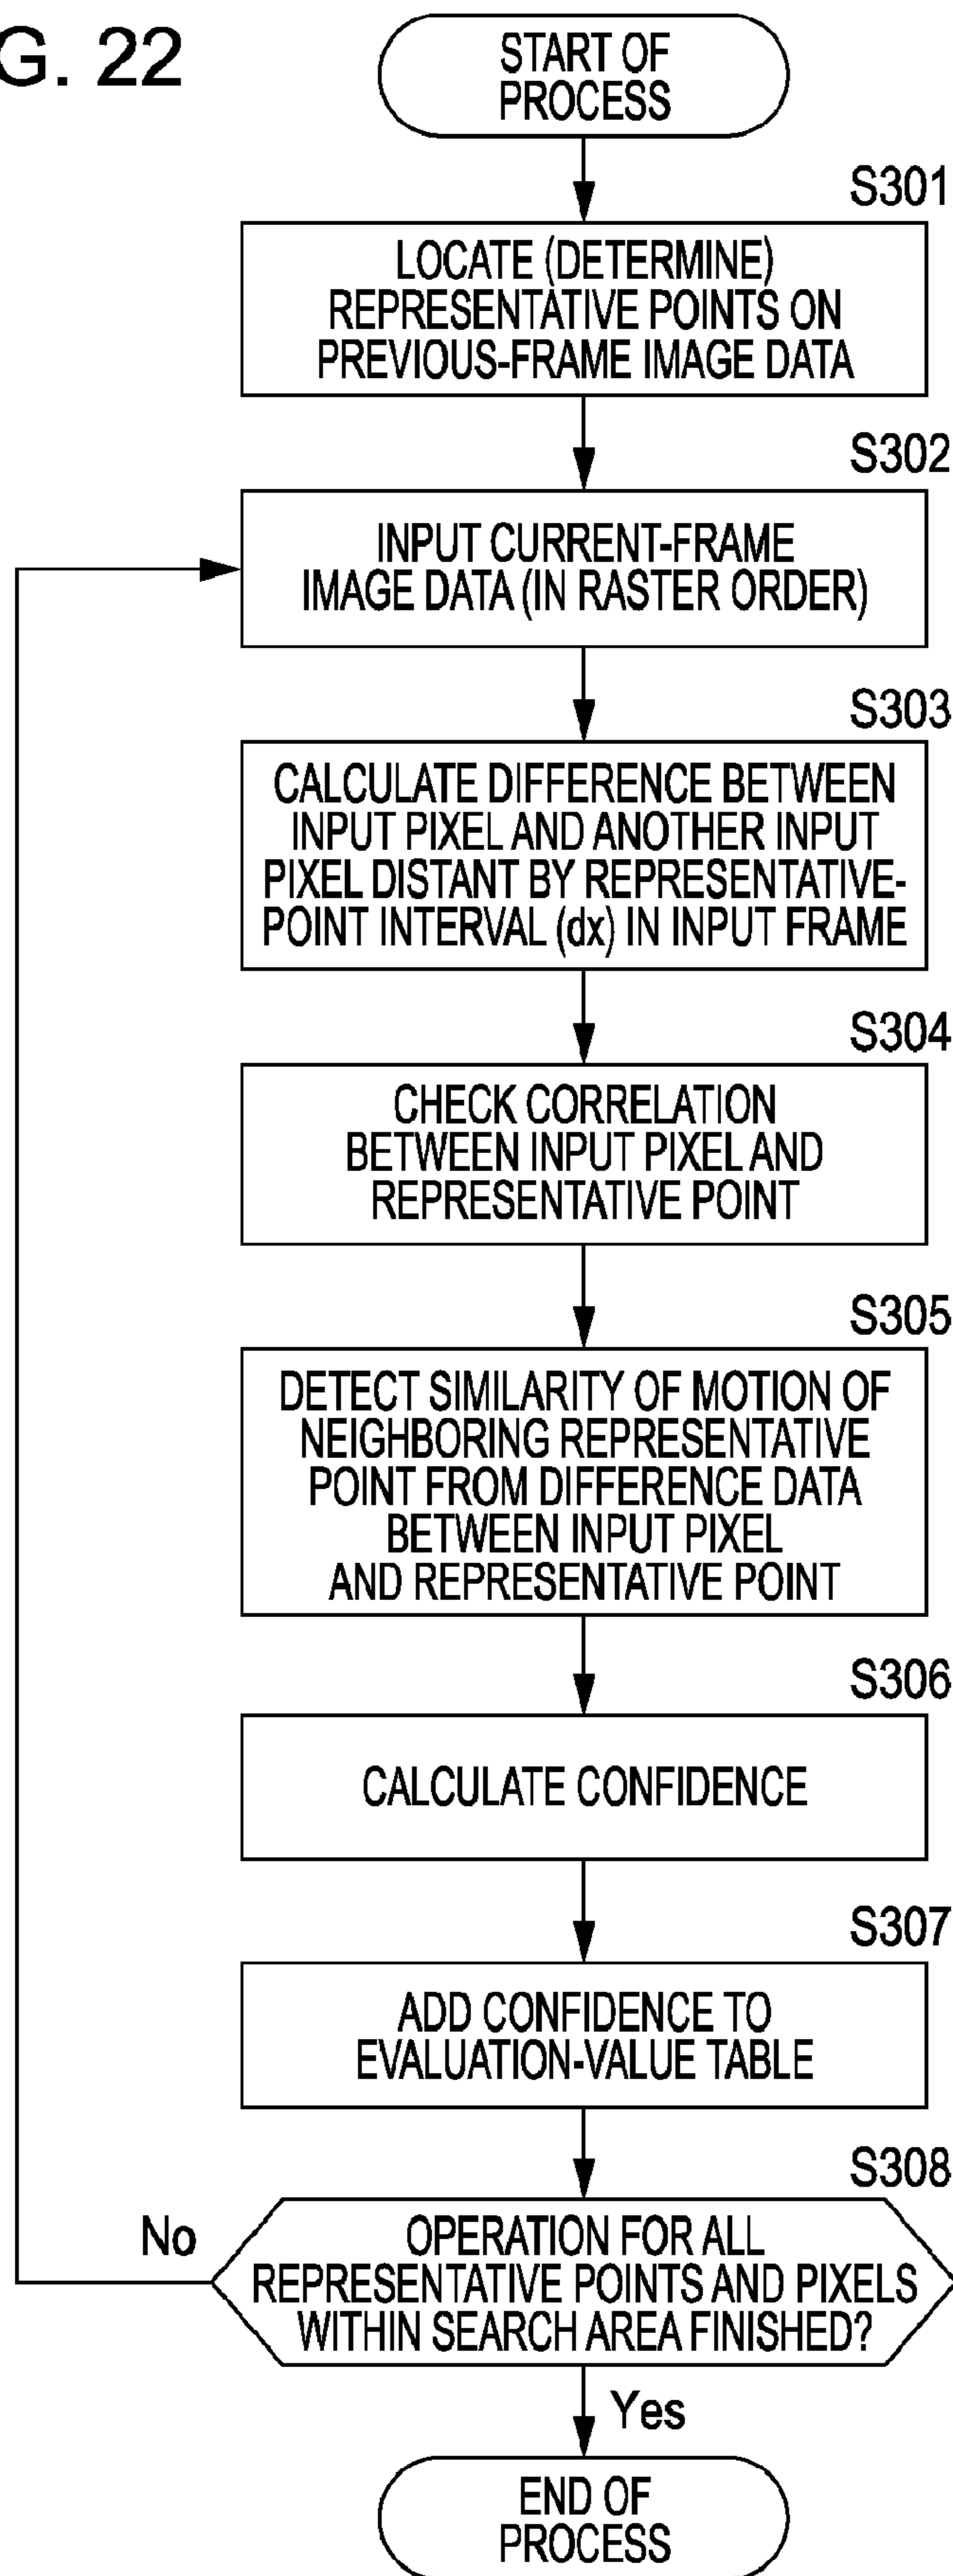 G. 22
START OF
PROCESS
S301
LOCATE (DETERMINE)
REPRESENTATIVE POINTS ON
PREVIOUS-FRAME IMAGE DATA
S302
INPUT CURRENT-FRAME
IMAGE DATA (IN RASTER ORDER)
S303
CALCULATE DIFFERENCE BETWEEN
INPUT PIXEL AND ANOTHER INPUT
PIXEL DISTANT BY REPRESENTATIVE-
POINT INTERVAL (dx) IN INPUT FRAME
S304
CHECK CORRELATION
BETWEEN INPUT PIXEL AND
REPRESENTATIVE POINT
S305
DETECT SIMILARITY OF MOTION OF
NEIGHBORING REPRESENTATIVE
POINT FROM DIFFERENCE DATA
BETWEEN INPUT PIXEL
AND REPRESENTATIVE POINT
S306
CALCULATE CONFIDENCE
S307
ADD CONFIDENCE TO
EVALUATION-VALUE TABLE
S308
No
OPERATION FOR ALL
REPRESENTATIVE POINTS AND PIXELS
WITHIN SEARCH AREA FINISHED?
Yes
END OF
PROCESS